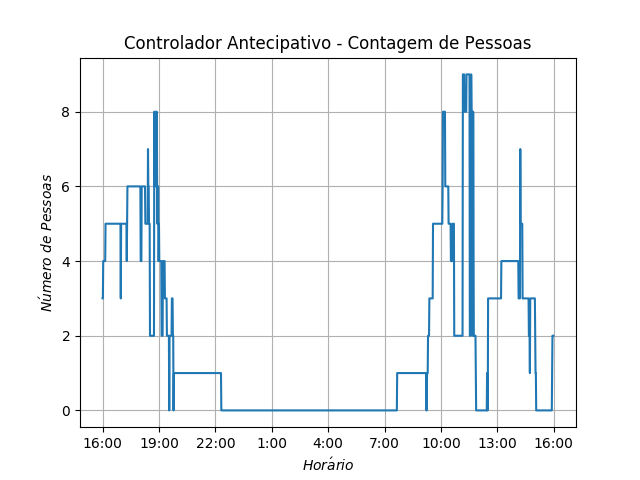 Controlador Antecipativo - Contagem de Pessoas
Número de Pessoas
8
6
4
2
0
16:00 19:00 22:00 1:00 4:00 7:00 10:00 13:00 16:00
Horário